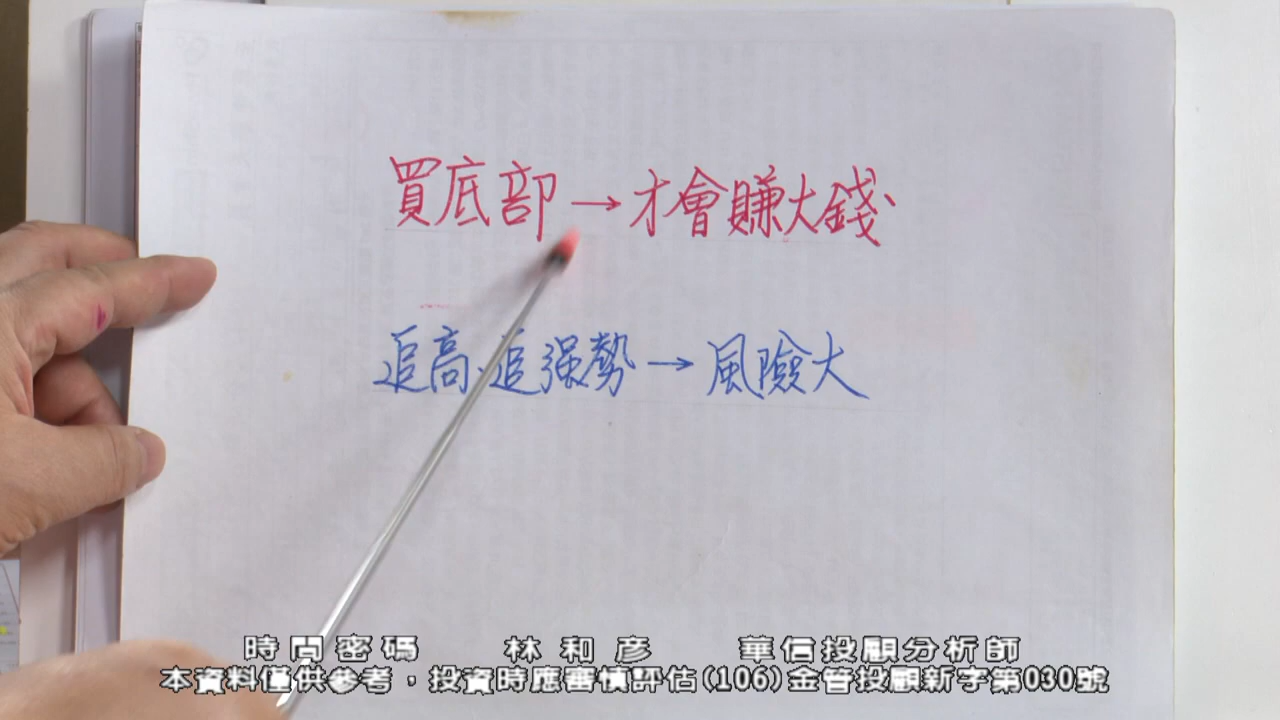 買底部→才會賺大錢、
追高、追强勢→風險大
時間密碼 林和彦 華信投顧分析師
本資料僅供參考，投資時應審慎評估(106)金管投顧新字第030號